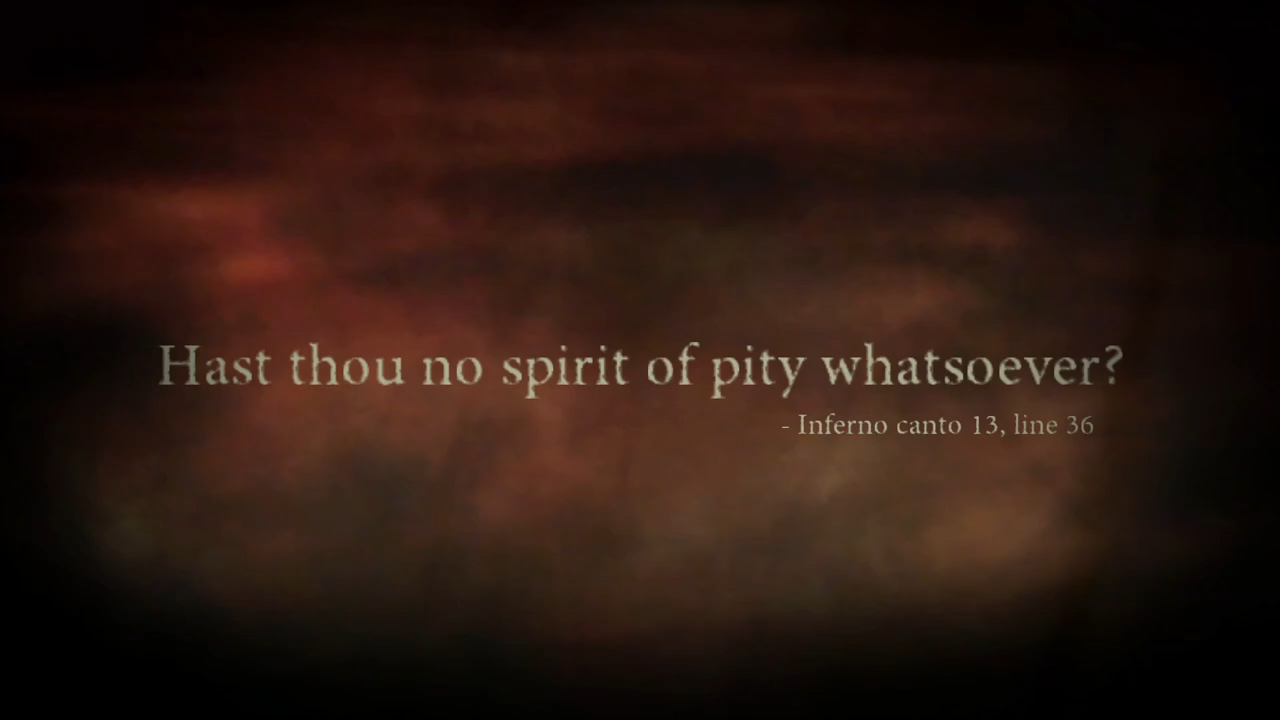 Hast thou no spirit of pity whatsoever?
- Inferno canto 13, line 36